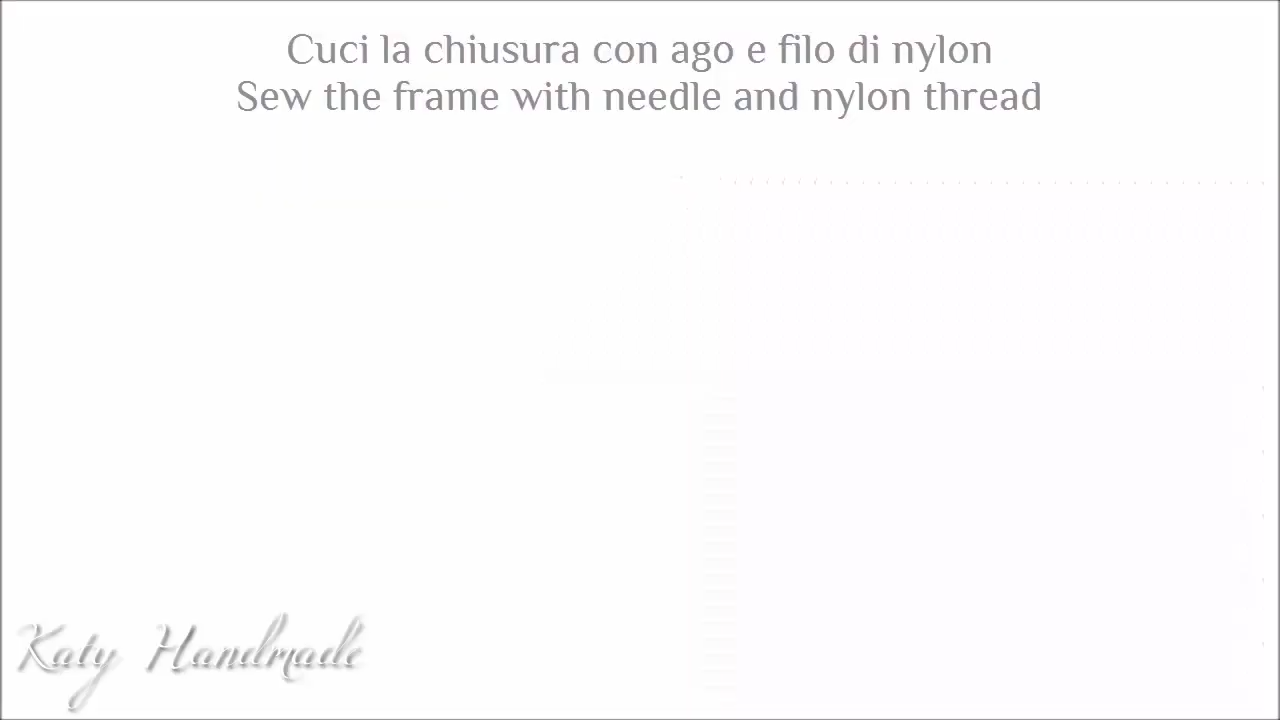 Cuci la chiusura con ago e filo di nylon
Sew the frame with needle and nylon thread
Katy Handmade